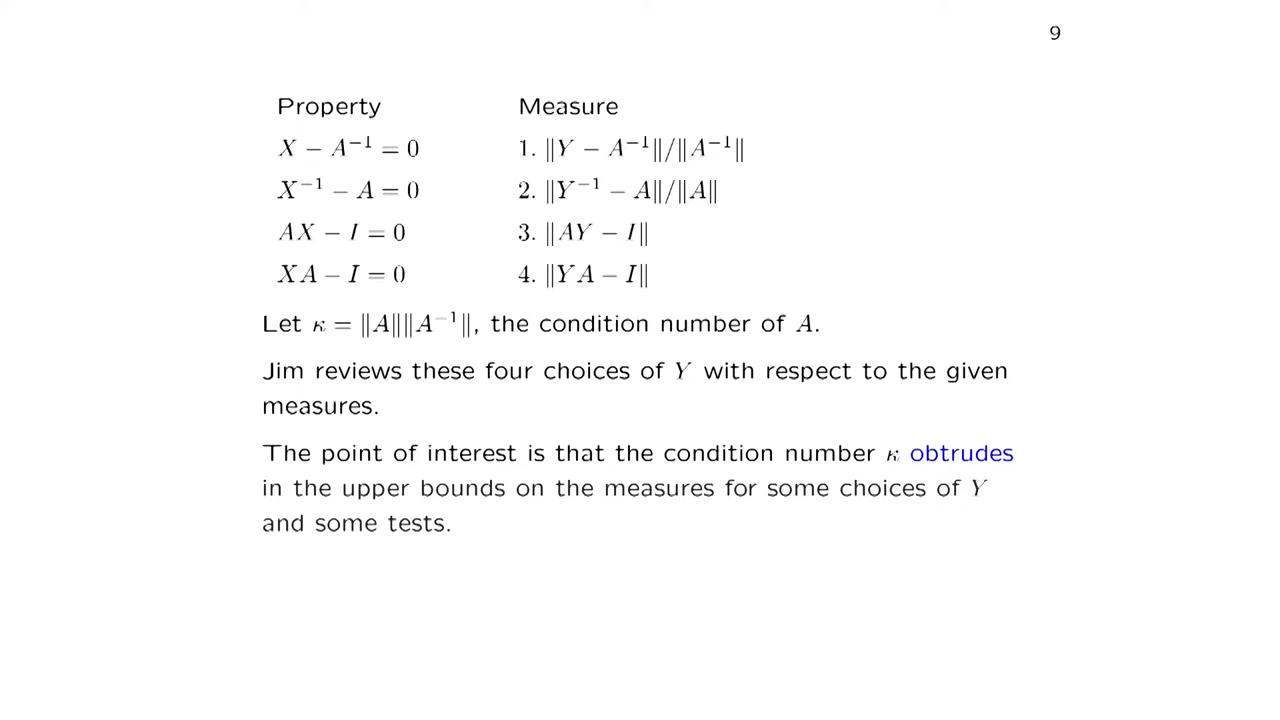 9
Property Measure
X − A⁻¹ = 0 1. ‖Y − A⁻¹‖/‖A⁻¹‖
X⁻¹ − A = 0 2. ‖Y⁻¹ − A‖/‖A‖
AX − I = 0 3. ‖AY − I‖
XA − I = 0 4. ‖YA − I‖
Let κ = ‖A‖‖A⁻¹‖, the condition number of A.
Jim reviews these four choices of Y with respect to the given
measures.
The point of interest is that the condition number κ obtrudes
in the upper bounds on the measures for some choices of Y
and some tests.